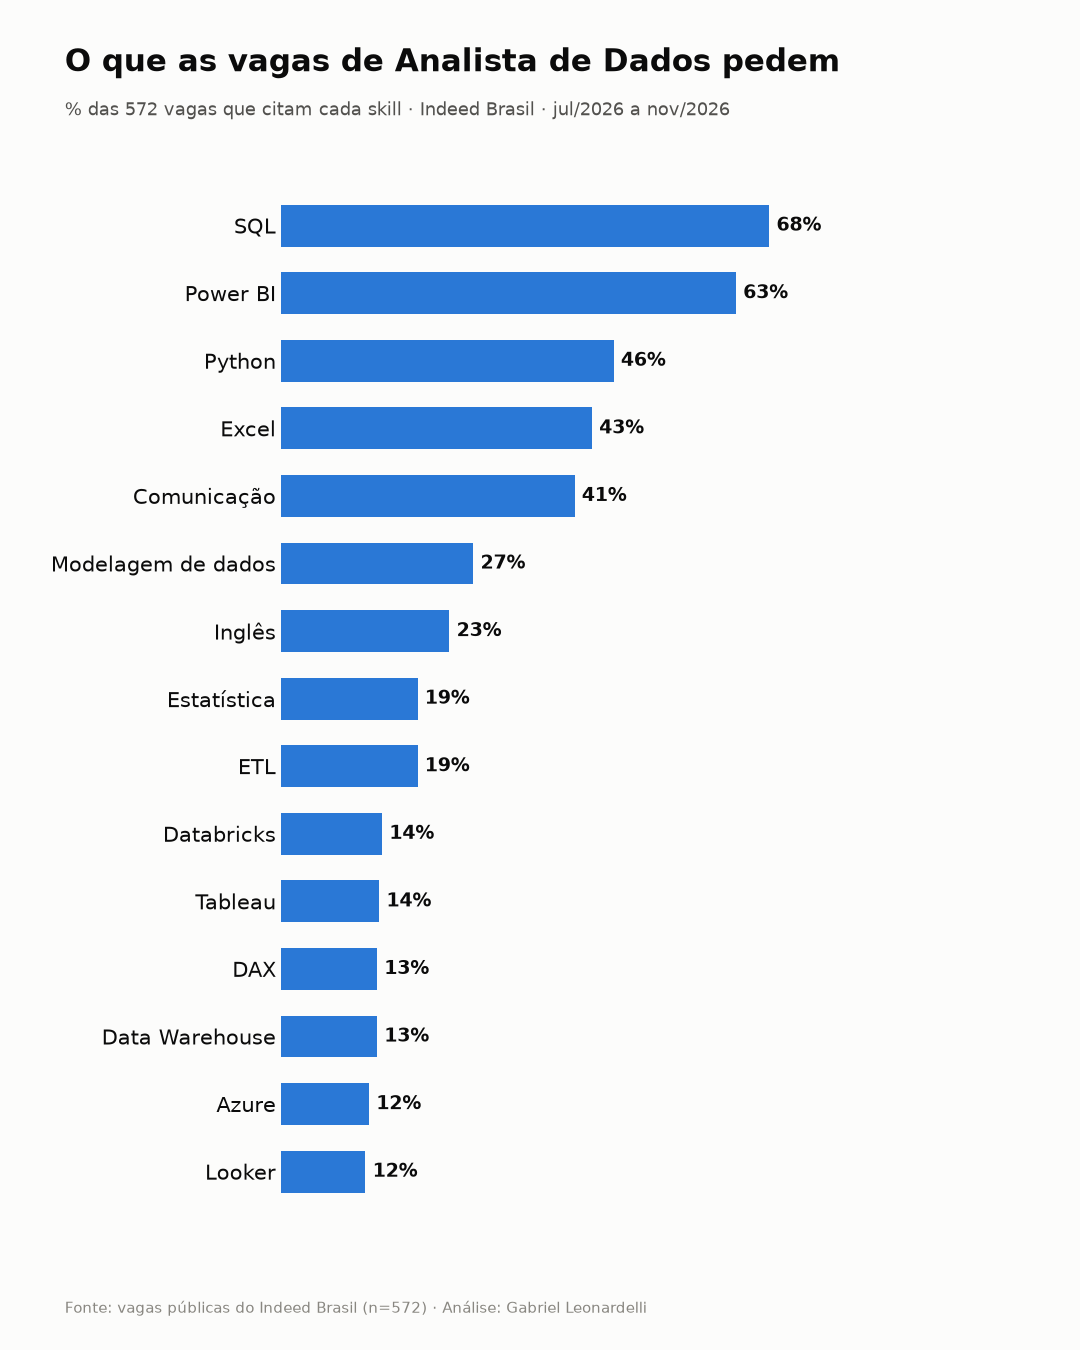 O que as vagas de Analista de Dados pedem
% das 572 vagas que citam cada skill · Indeed Brasil · jul/2026 a nov/2026
SQL 68%
Power BI 63%
Python 46%
Excel 43%
Comunicação 41%
Modelagem de dados 27%
Inglês 23%
Estatística 19%
ETL 19%
Databricks 14%
Tableau 14%
DAX 13%
Data Warehouse 13%
Azure 12%
Looker 12%
Fonte: vagas públicas do Indeed Brasil (n=572) · Análise: Gabriel Leonardelli